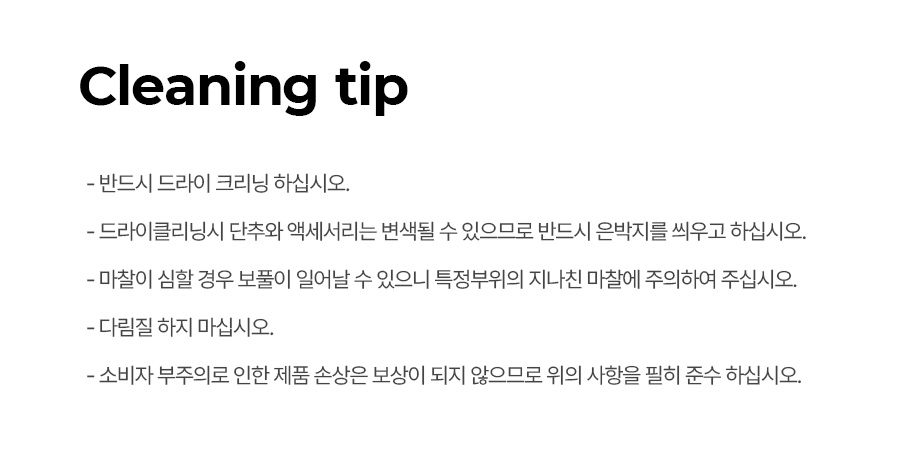 Cleaning tip
- 반드시 드라이 크리닝 하십시오.
- 드라이클리닝시 단추와 액세서리는 변색될 수 있으므로 반드시 은박지를 씌우고 하십시오.
- 마찰이 심할 경우 보풀이 일어날 수 있으니 특정부위의 지나친 마찰에 주의하여 주십시오.
- 다림질 하지 마십시오.
- 소비자 부주의로 인한 제품 손상은 보상이 되지 않으므로 위의 사항을 필히 준수 하십시오.